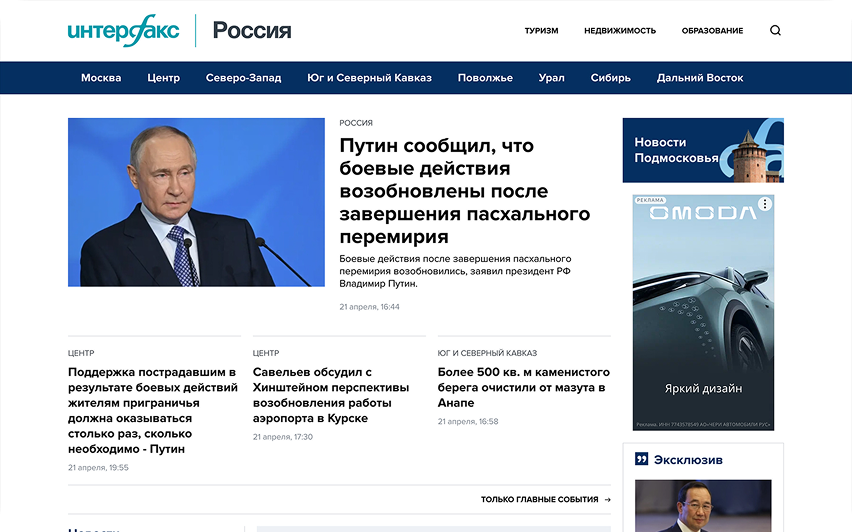 интерфакс
Россия
ТУРИЗМ
НЕДВИЖИМОСТЬ
ОБРАЗОВАНИЕ
Москва
Центр
Северо-Запад
Юг и Северный Кавказ
Поволжье
Урал
Сибирь
Дальний Восток
РОССИЯ
Путин сообщил, что
боевые действия
возобновлены после
завершения пасхального
перемирия
Боевые действия после завершения пасхального
перемирия возобновились, заявил президент РФ
Владимир Путин.
21 апреля, 16:44
Новости
Подмосковья
РЕКЛАМА
OMODA
Яркий дизайн
Реклама. ИНН 7743578549 АО«ЧЕРИ АВТОМОБИЛИ РУС»
ЦЕНТР
Поддержка пострадавшим в
результате боевых действий
жителям приграничья
должна оказываться
столько раз, сколько
необходимо - Путин
21 апреля, 19:55
ЦЕНТР
Савельев обсудил с
Хинштейном перспективы
возобновления работы
аэропорта в Курске
21 апреля, 17:30
ЮГ И СЕВЕРНЫЙ КАВКАЗ
Более 500 кв. м каменистого
берега очистили от мазута в
Анапе
21 апреля, 16:58
ТОЛЬКО ГЛАВНЫЕ СОБЫТИЯ →
Эксклюзив